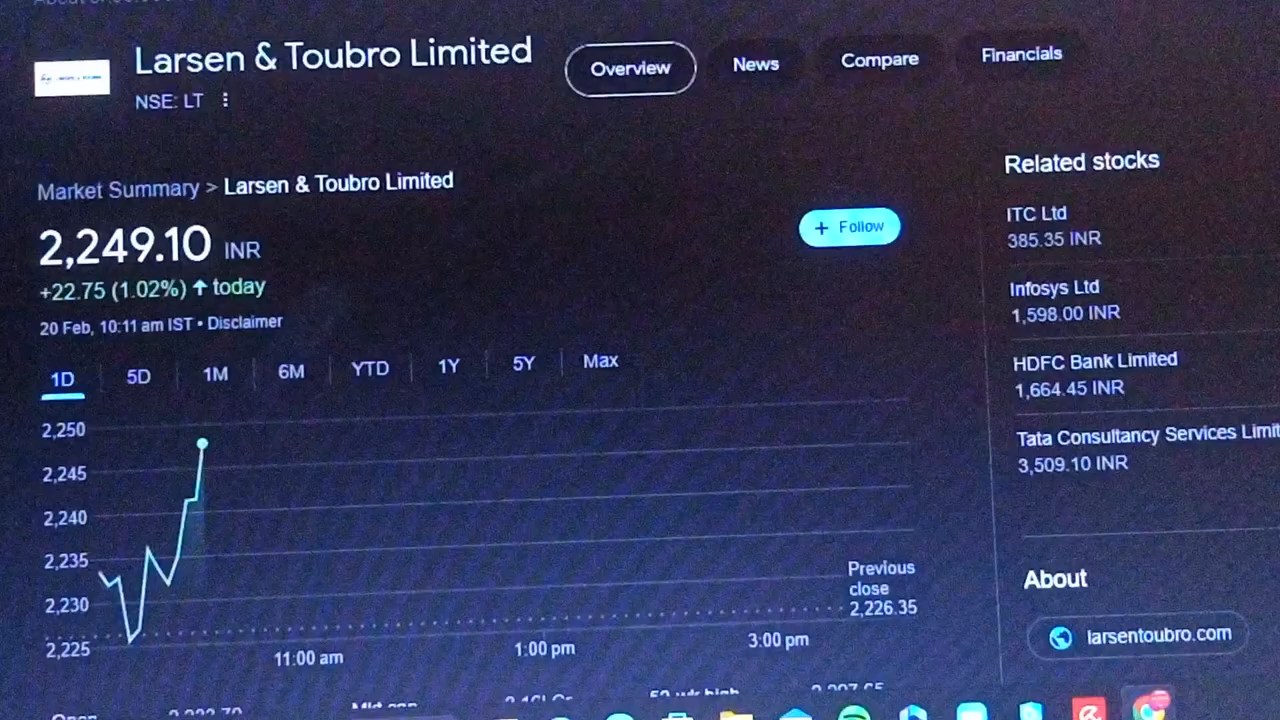 Larsen & Toubro Limited
NSE: LT
Overview
News
Compare
Financials
Market Summary > Larsen & Toubro Limited
2,249.10 INR
+22.75 (1.02%) ↑ today
20 Feb, 10:11 am IST • Disclaimer
+ Follow
1D
5D
1M
6M
YTD
1Y
5Y
Max
2,250
2,245
2,240
2,235
2,230
2,225
Previous
close
2,226.35
11:00 am
1:00 pm
3:00 pm
Related stocks
ITC Ltd
385.35 INR
Infosys Ltd
1,598.00 INR
HDFC Bank Limited
1,664.45 INR
Tata Consultancy Services Limit
3,509.10 INR
About
larsentoubro.com